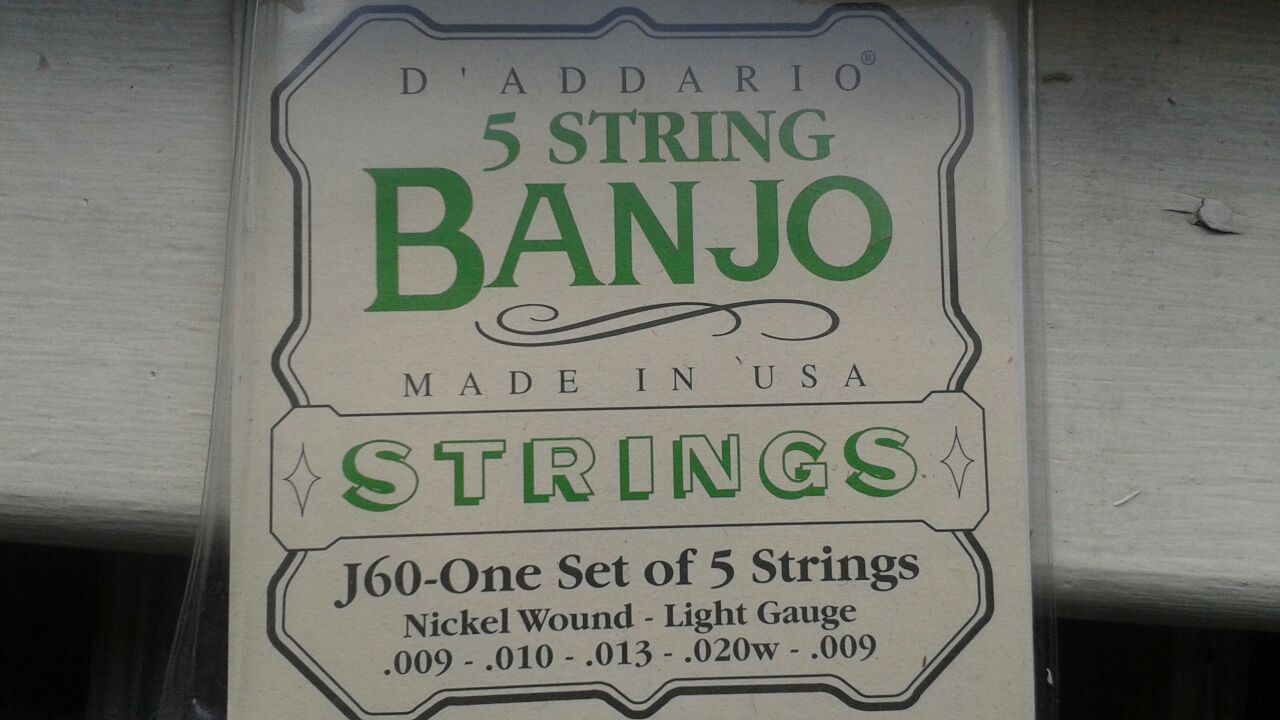 D'ADDARIO®
5 STRING
BANJO
MADE IN USA
STRINGS
J60-One Set of 5 Strings
Nickel Wound - Light Gauge
.009 - .010 - .013 - .020w - .009